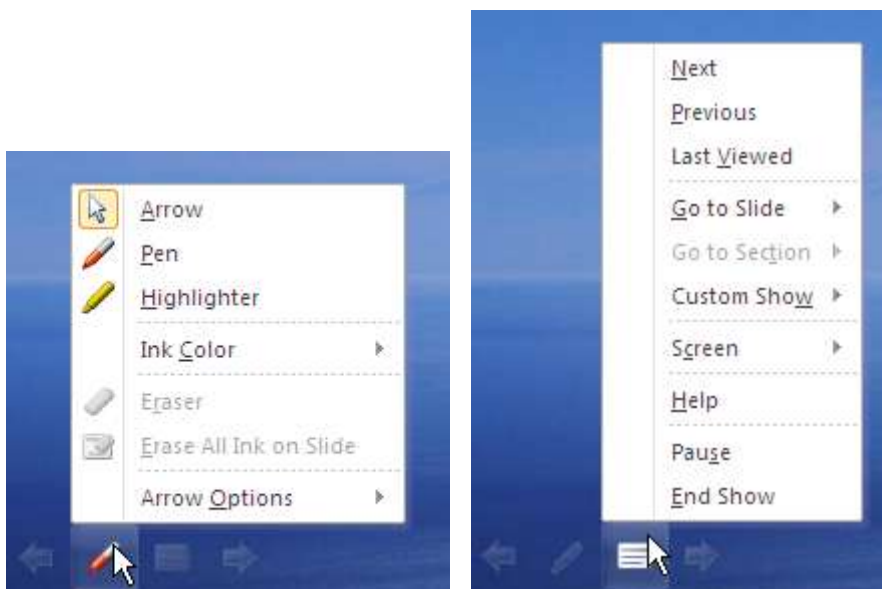 Arrow
Pen
Highlighter
Ink Color
Eraser
Erase All Ink on Slide
Arrow Options
Next
Previous
Last Viewed
Go to Slide
Go to Section
Custom Show
Screen
Help
Pause
End Show